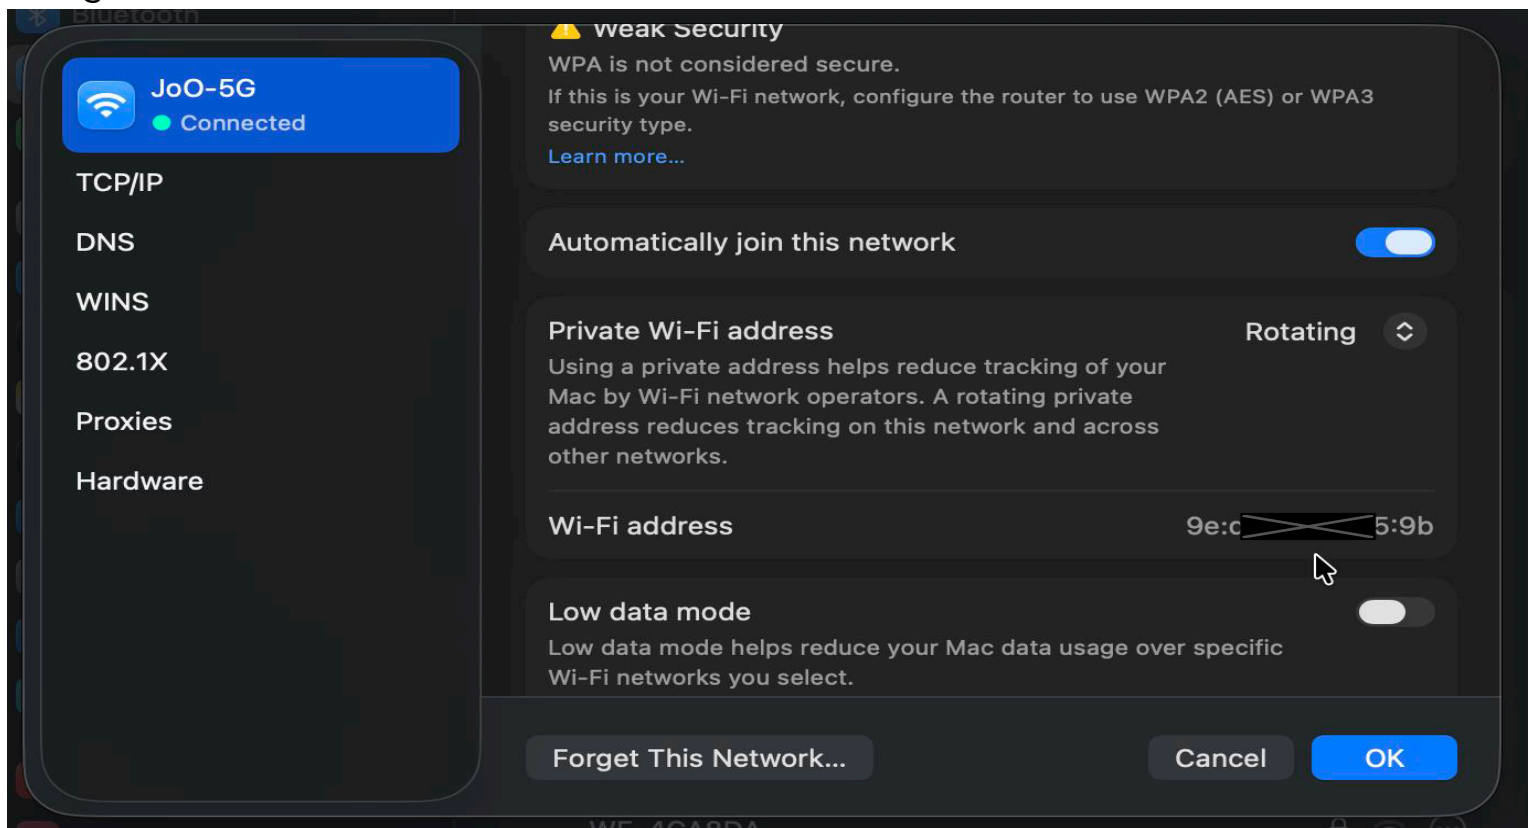 Bluetooth
Weak Security
WPA is not considered secure.
If this is your Wi-Fi network, configure the router to use WPA2 (AES) or WPA3
security type.
Learn more...
JoO-5G
Connected
TCP/IP
DNS
WINS
802.1X
Proxies
Hardware
Automatically join this network
Private Wi-Fi address
Rotating
Using a private address helps reduce tracking of your
Mac by Wi-Fi network operators. A rotating private
address reduces tracking on this network and across
other networks.
Wi-Fi address
9e: 5:9b
Low data mode
Low data mode helps reduce your Mac data usage over specific
Wi-Fi networks you select.
Forget This Network...
Cancel
OK